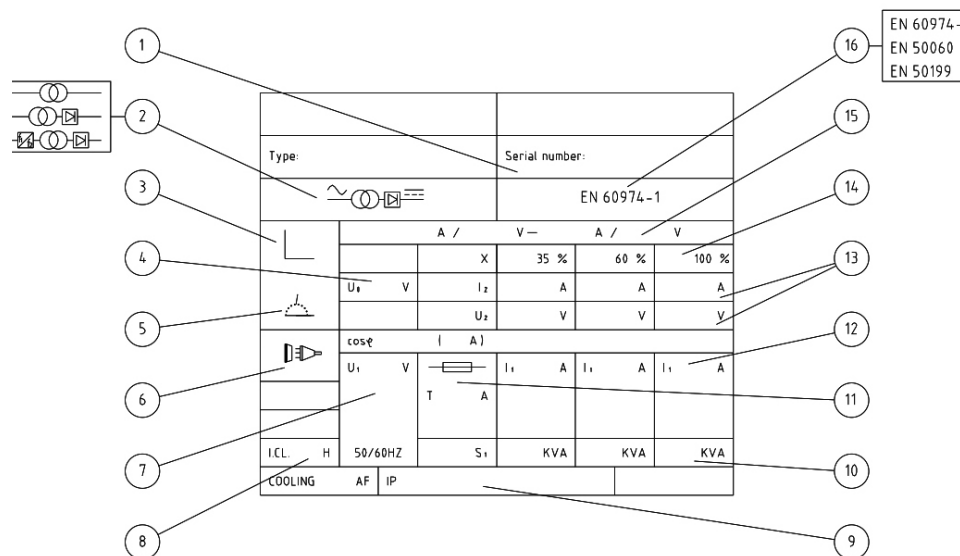 1
16
EN 60974-
EN 50060
EN 50199
2
15
Type:
Serial number:
EN 60974-1
3
14
A / V— A / V
X 35 % 60 % 100 %
4
13
U₀ V I₂ A A A
U₂ V V V
5
cosφ ( A)
12
U₁ V I₁ A I₁ A I₁ A
T A
6
11
I.CL. H 50/60HZ S₁ KVA KVA KVA
7
10
COOLING AF IP
8
9